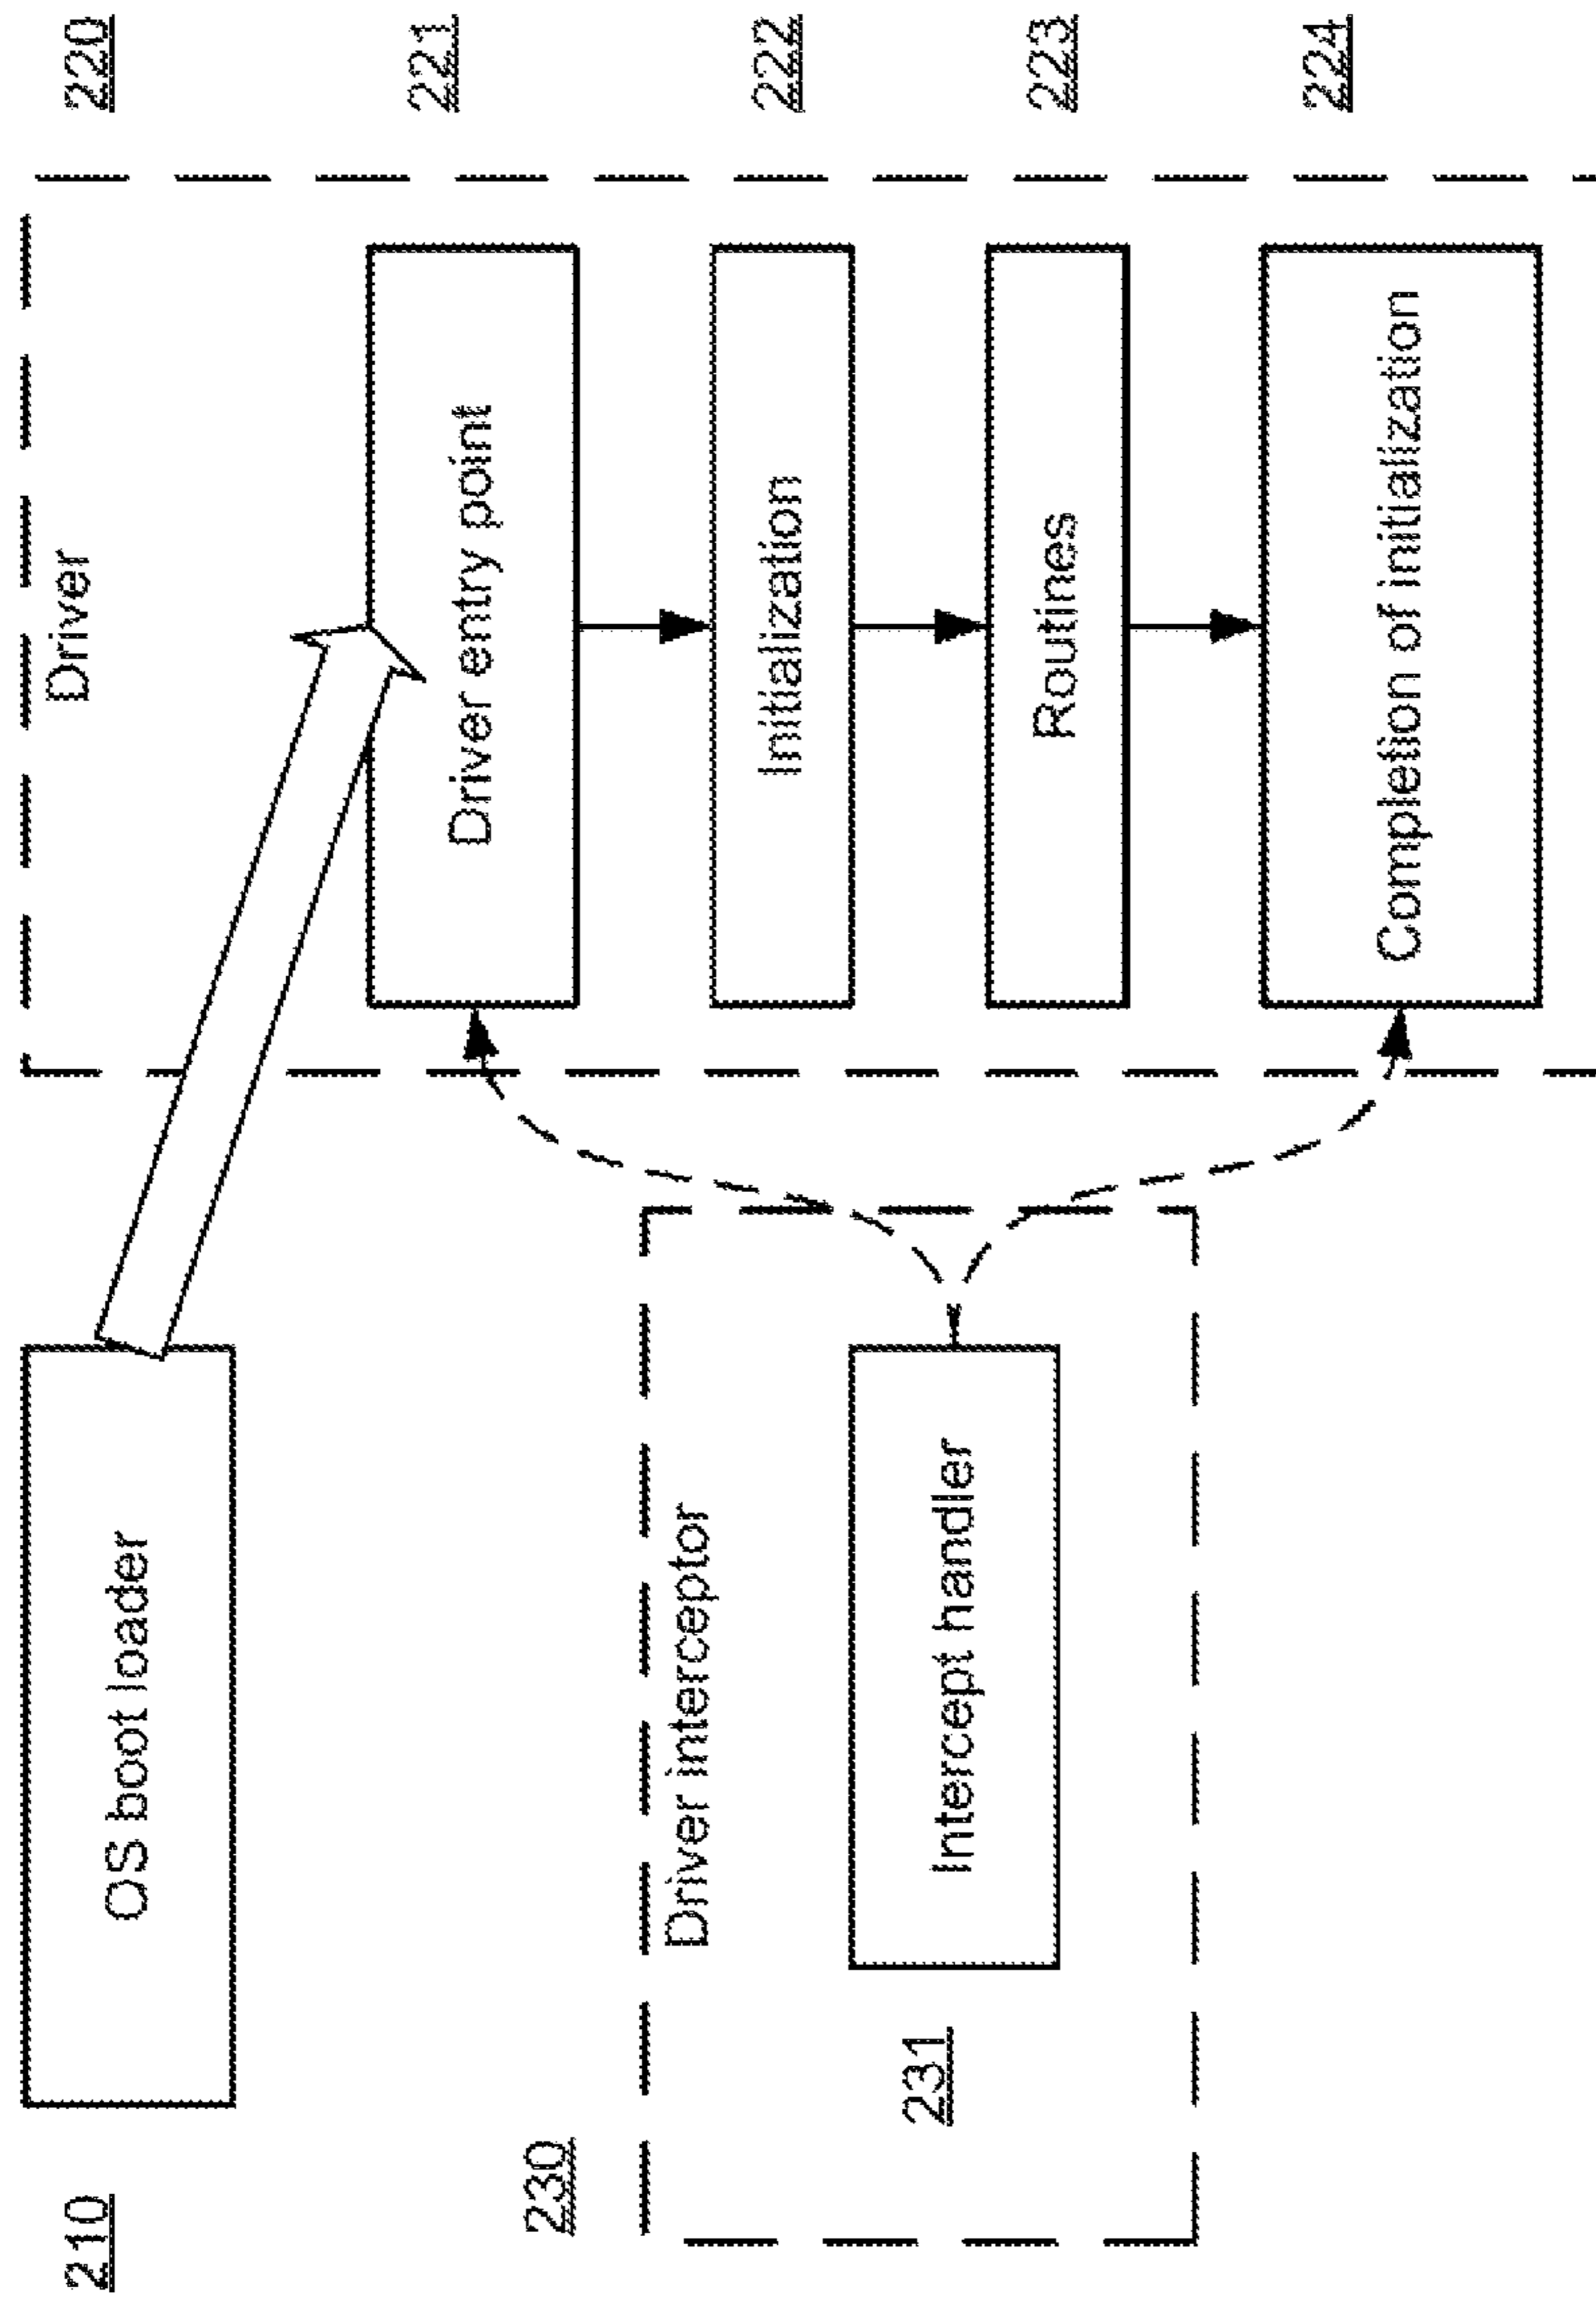 210
OS boot loader
Driver
220
Driver entry point
221
230
Driver interceptor
Initialization
222
231
Intercept handler
Routines
223
Completion of initialization
224